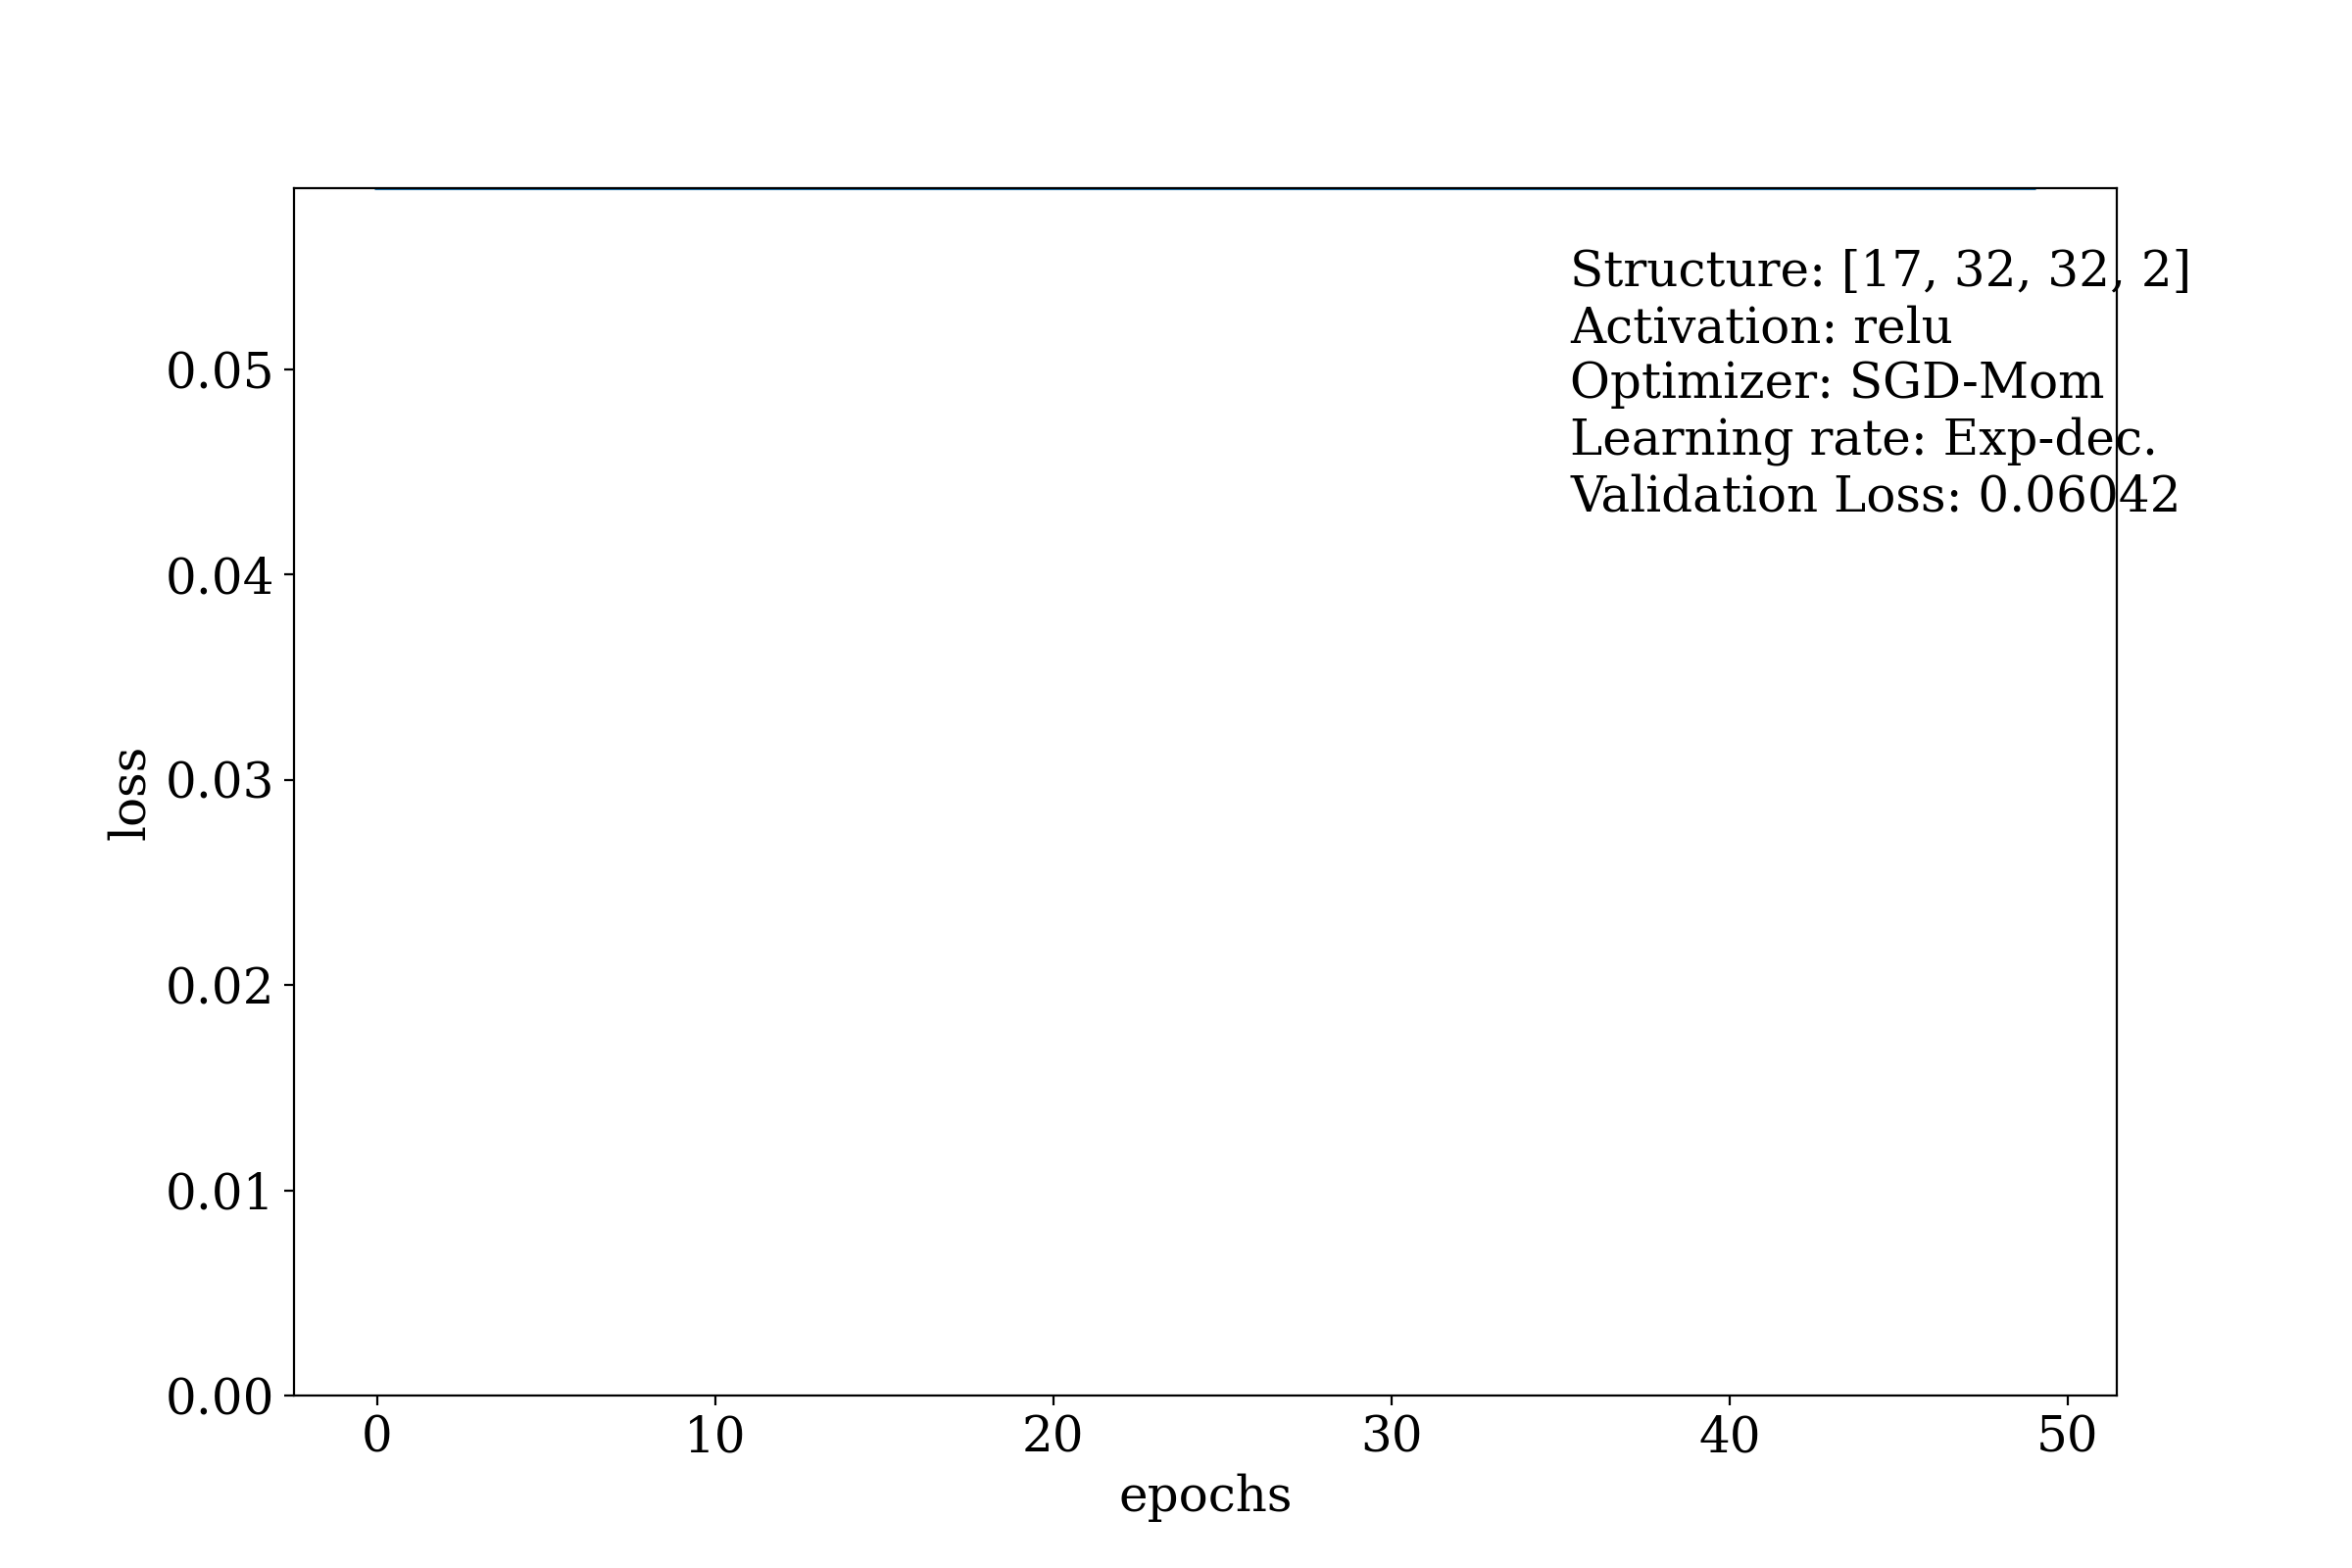 Structure: [17, 32, 32, 2]
Activation: relu
Optimizer: SGD-Mom
Learning rate: Exp-dec.
Validation Loss: 0.06042
0.05
0.04
0.03
0.02
0.01
0.00
loss
0 10 20 30 40 50
epochs